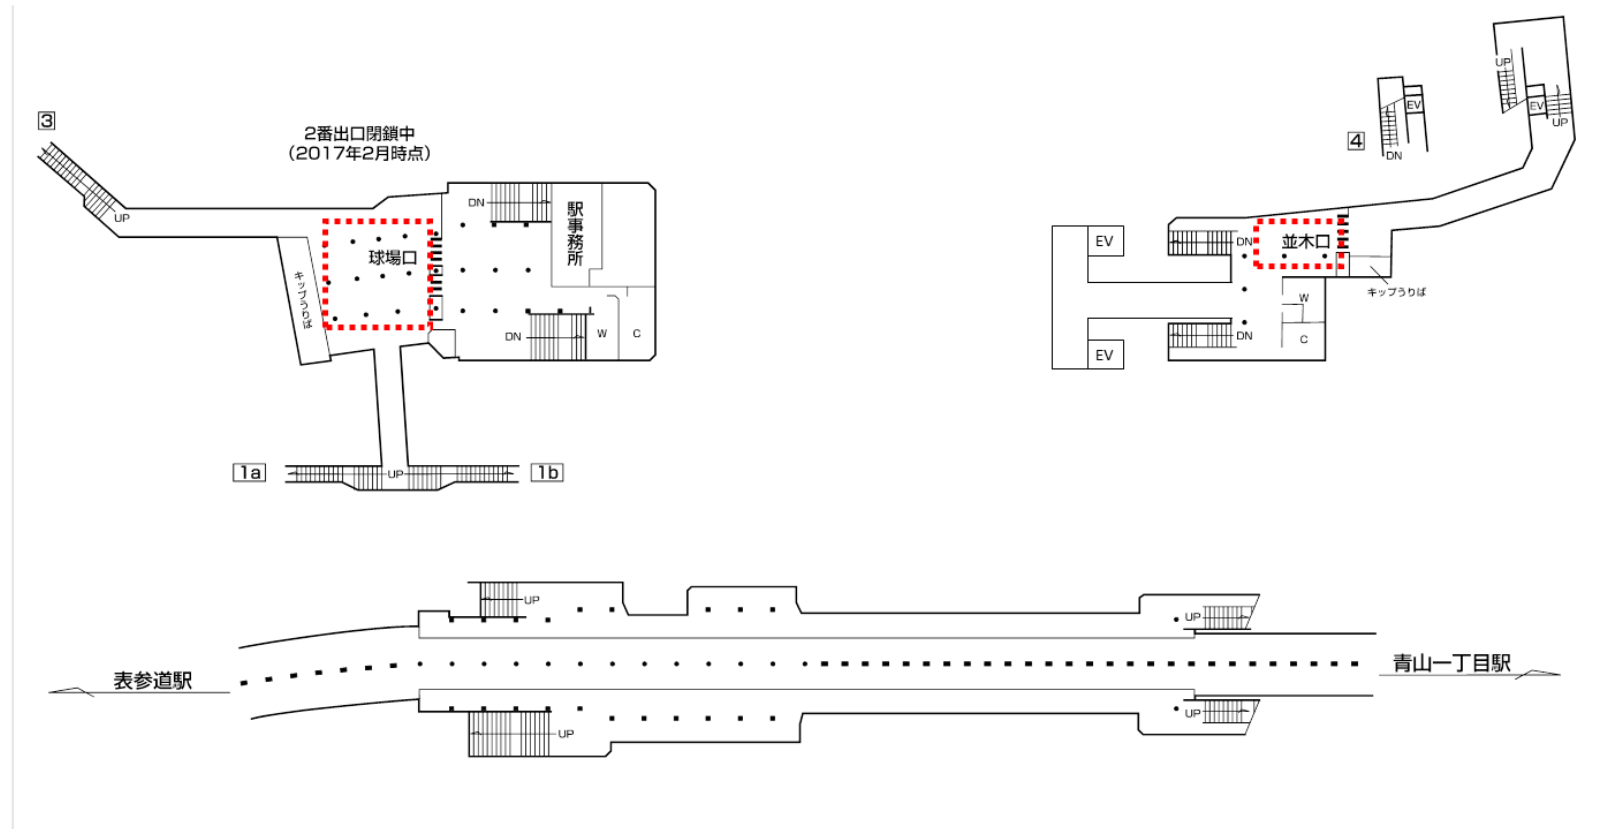 3
2番出口閉鎖中
(2017年2月時点)
UP
DN
駅事務所
球場口
キップうりば
DN
W
C
1a
UP
1b
UP
EV
UP
EV
4
DN
EV
DN
並木口
キップうりば
W
DN
C
EV
UP
UP
表参道駅
青山一丁目駅
UP
UP